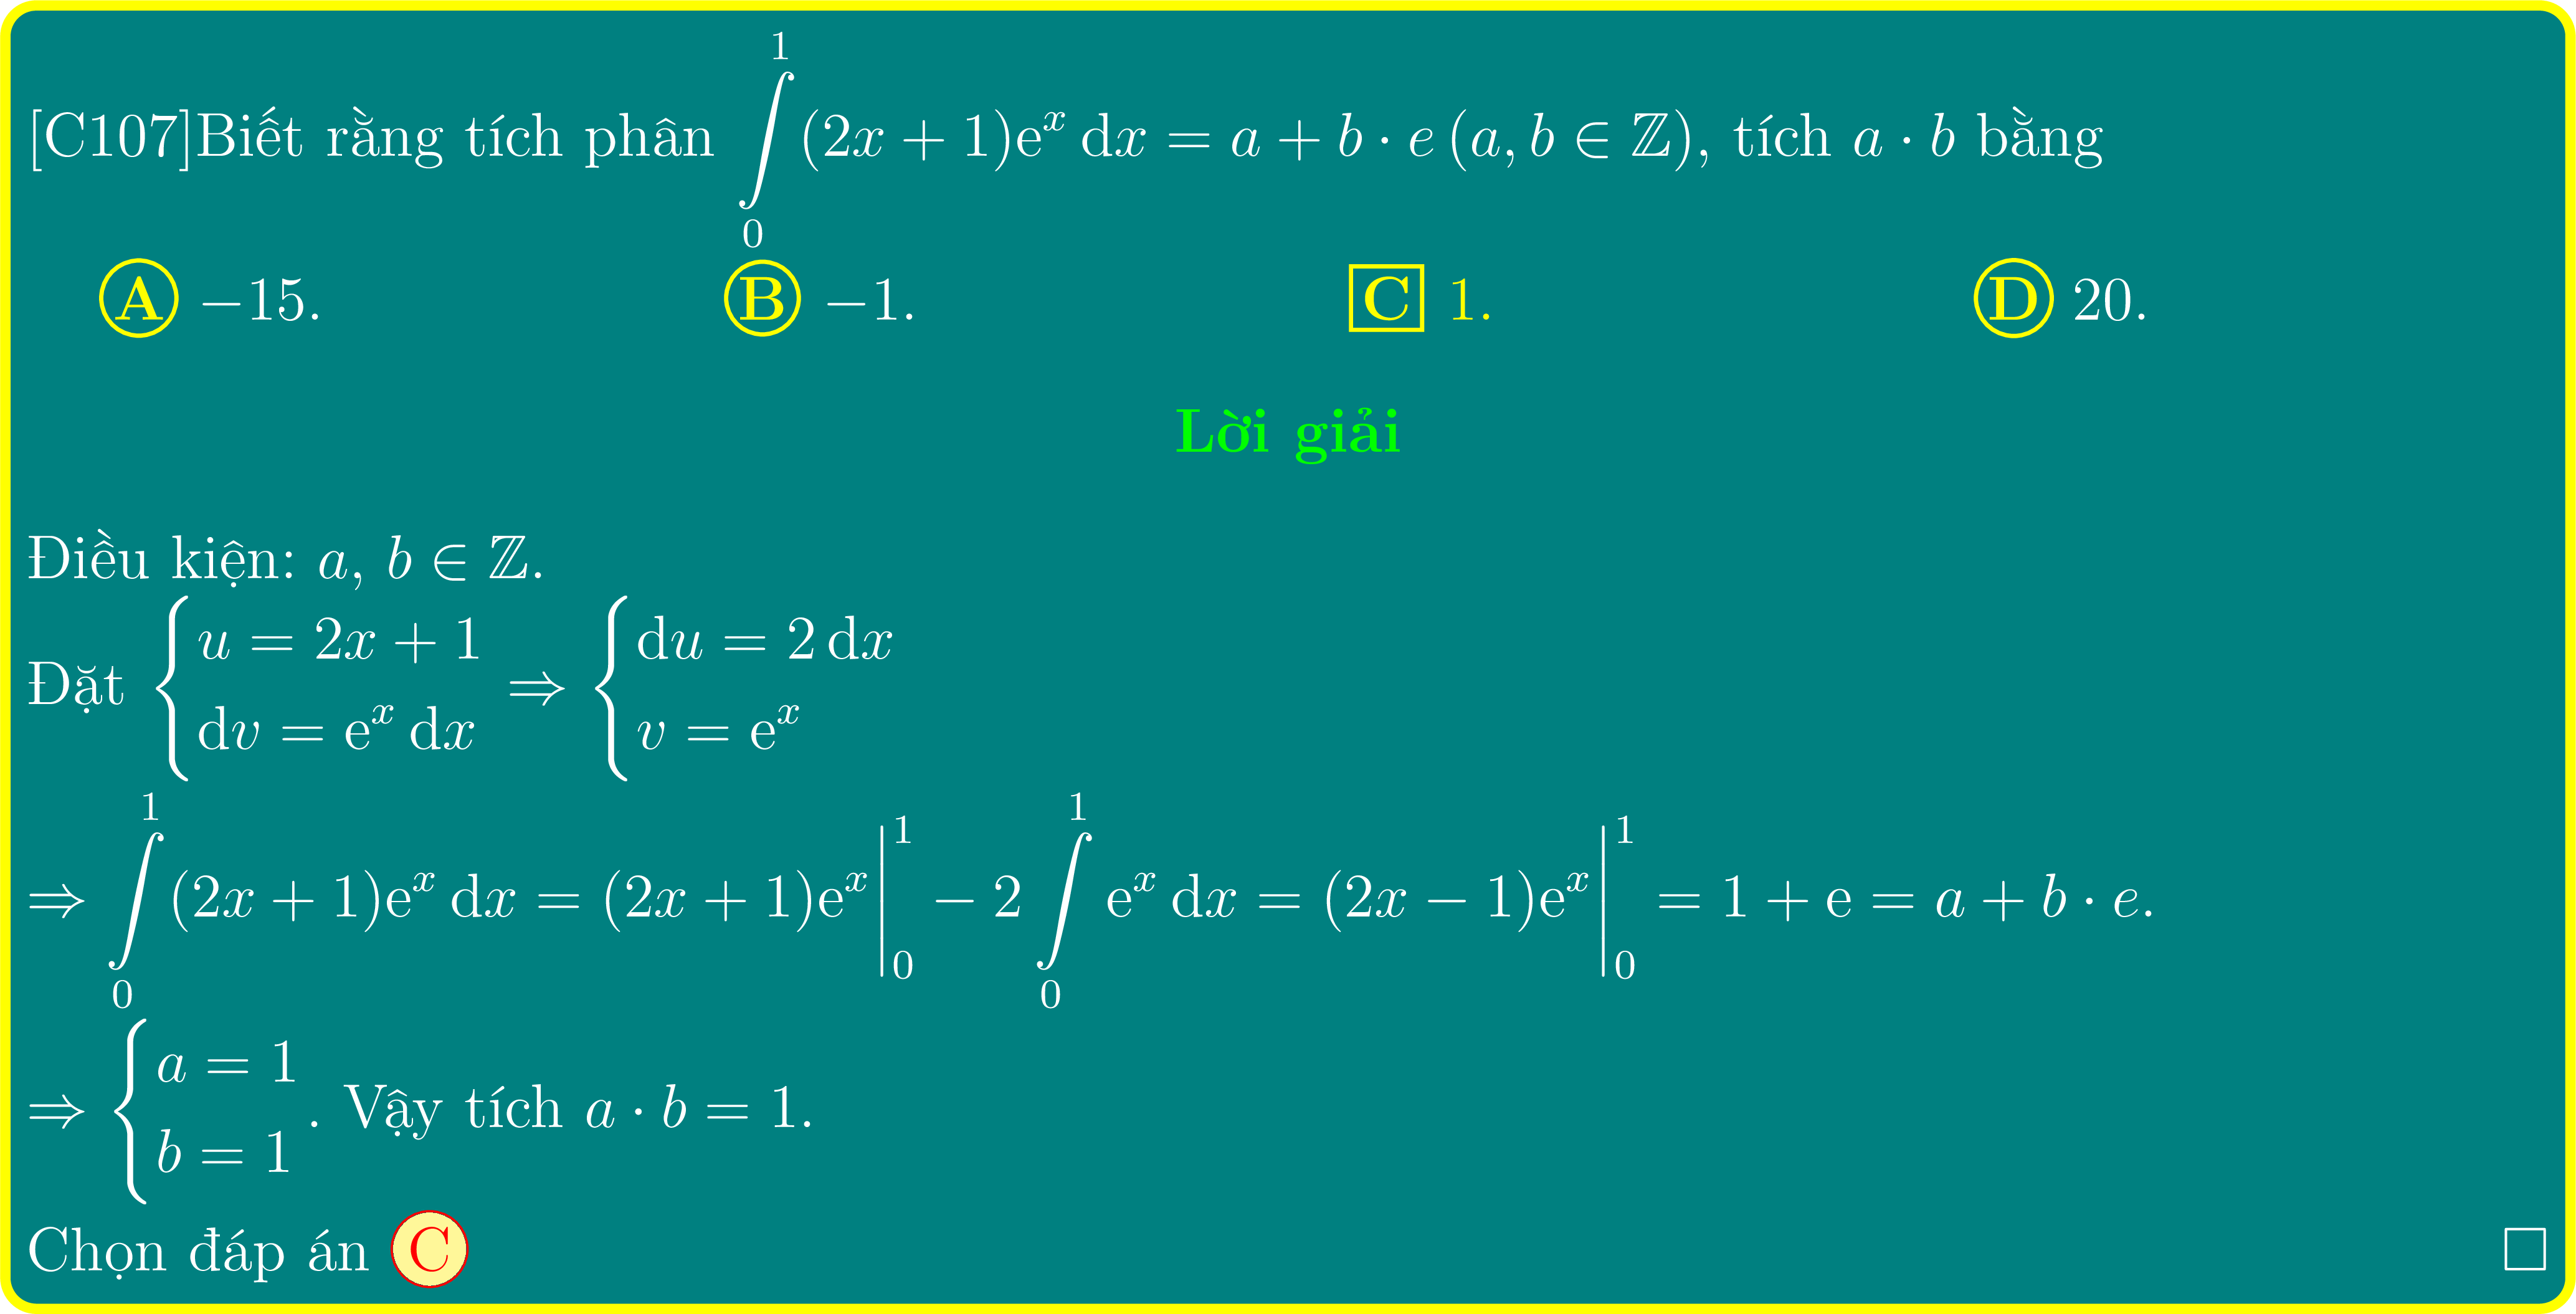 [C107]Biết rằng tích phân $\int\limits_0^1 (2x + 1)\mathrm{e}^x \,\mathrm{d}x = a + b \cdot e \,(a, b \in \mathbb{Z})$, tích $a \cdot b$ bằng
A −15. B −1. C 1. D 20.
Lời giải
Điều kiện: $a, b \in \mathbb{Z}$.
Đặt $\begin{cases} u = 2x + 1 \\ \mathrm{d}v = \mathrm{e}^x \,\mathrm{d}x \end{cases} \Rightarrow \begin{cases} \mathrm{d}u = 2\,\mathrm{d}x \\ v = \mathrm{e}^x \end{cases}$
$\Rightarrow \int\limits_0^1 (2x + 1)\mathrm{e}^x \,\mathrm{d}x = (2x + 1)\mathrm{e}^x \Big|_0^1 - 2 \int\limits_0^1 \mathrm{e}^x \,\mathrm{d}x = (2x - 1)\mathrm{e}^x \Big|_0^1 = 1 + \mathrm{e} = a + b \cdot e.$
$\Rightarrow \begin{cases} a = 1 \\ b = 1 \end{cases}$. Vậy tích $a \cdot b = 1$.
Chọn đáp án C □